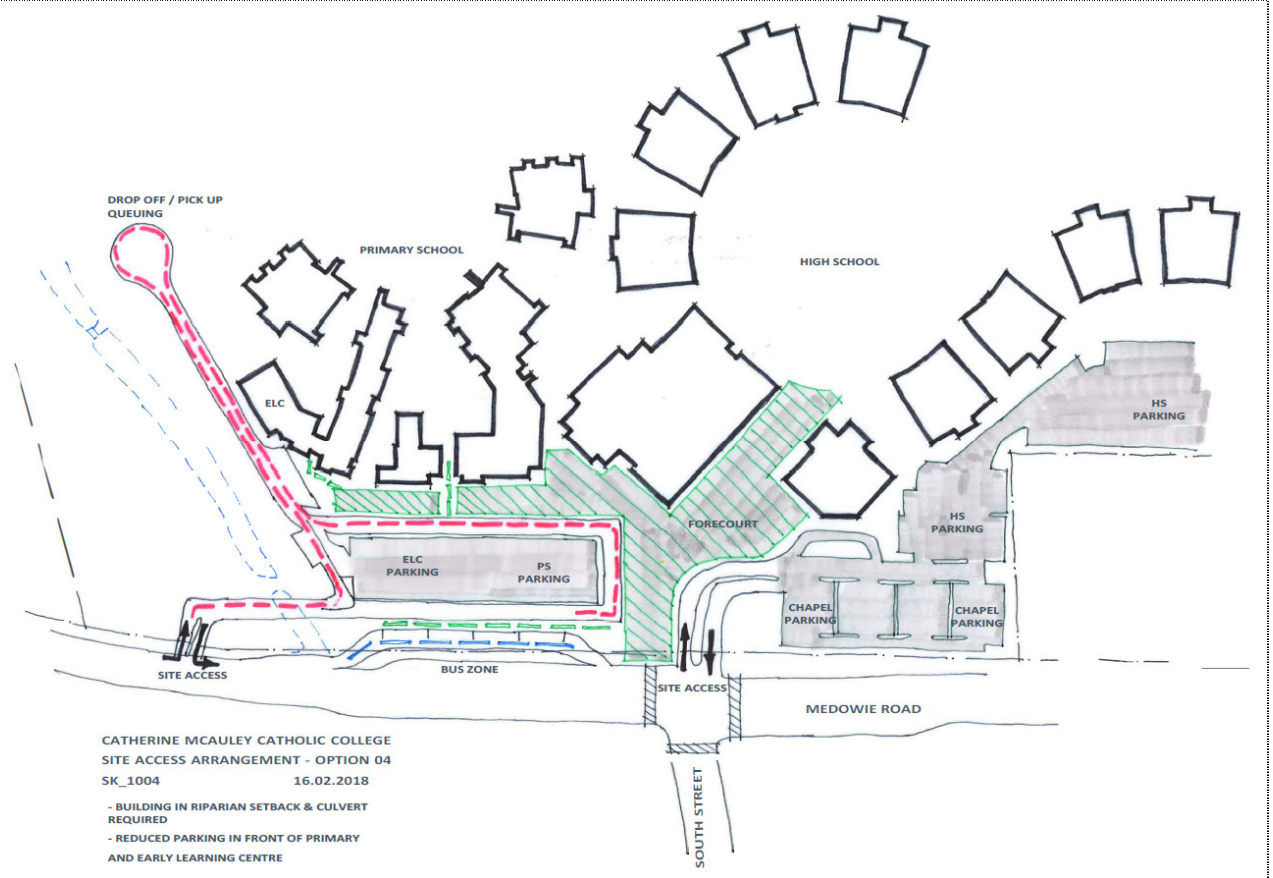 DROP OFF / PICK UP
QUEUING
PRIMARY SCHOOL
HIGH SCHOOL
ELC
HS
PARKING
HS
PARKING
FORECOURT
ELC
PARKING
PS
PARKING
CHAPEL
PARKING
CHAPEL
PARKING
SITE ACCESS
BUS ZONE
SITE ACCESS
MEDOWIE ROAD
SOUTH STREET
CATHERINE MCAULEY CATHOLIC COLLEGE
SITE ACCESS ARRANGEMENT - OPTION 04
SK_1004 16.02.2018
- BUILDING IN RIPARIAN SETBACK & CULVERT
REQUIRED
- REDUCED PARKING IN FRONT OF PRIMARY
AND EARLY LEARNING CENTRE